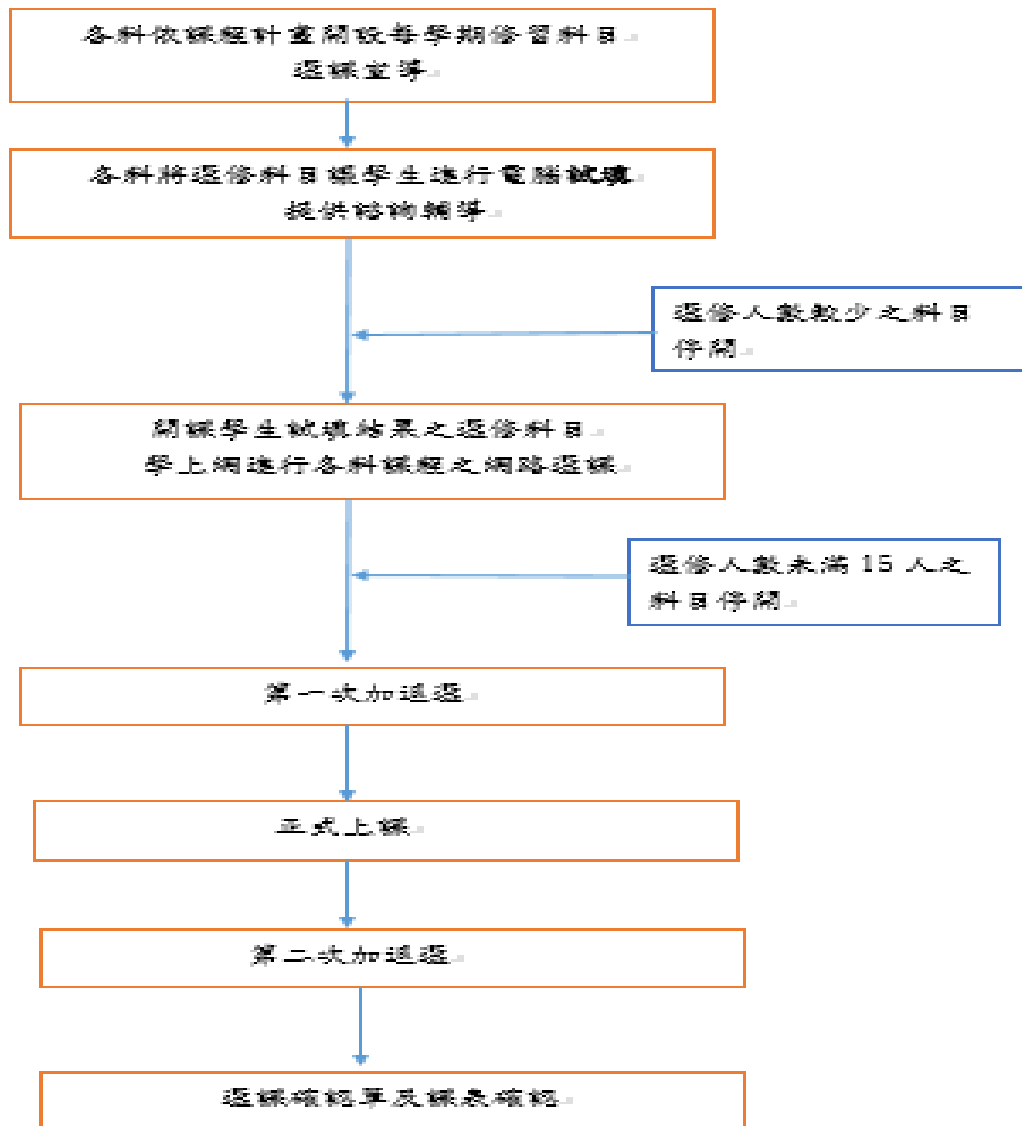 各科依課程計畫開設每學期修習科目
選課宣導
各科將選修科目讓學生進行電腦試填
提供諮詢輔導
選修人數較少之科目
停開
開課學生試填結果之選修科目
學上網進行各科課程之網路選課
選修人數未滿 15 人之
科目停開
第一次加退選
正式上課
第二次加退選
選課確認單及課表確認